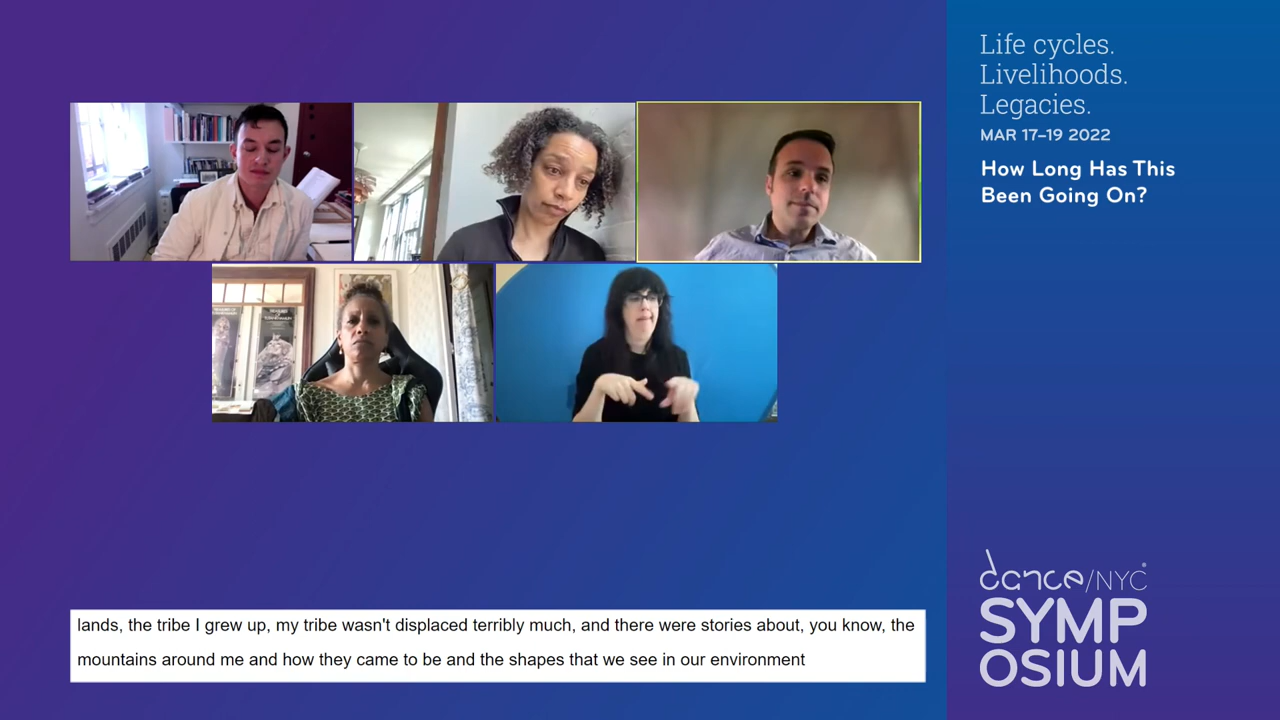 Life cycles.
Livelihoods.
Legacies.
MAR 17–19 2022
How Long Has This
Been Going On?
lands, the tribe I grew up, my tribe wasn't displaced terribly much, and there were stories about, you know, the
mountains around me and how they came to be and the shapes that we see in our environment
dance/NYC®
SYMP
OSIUM